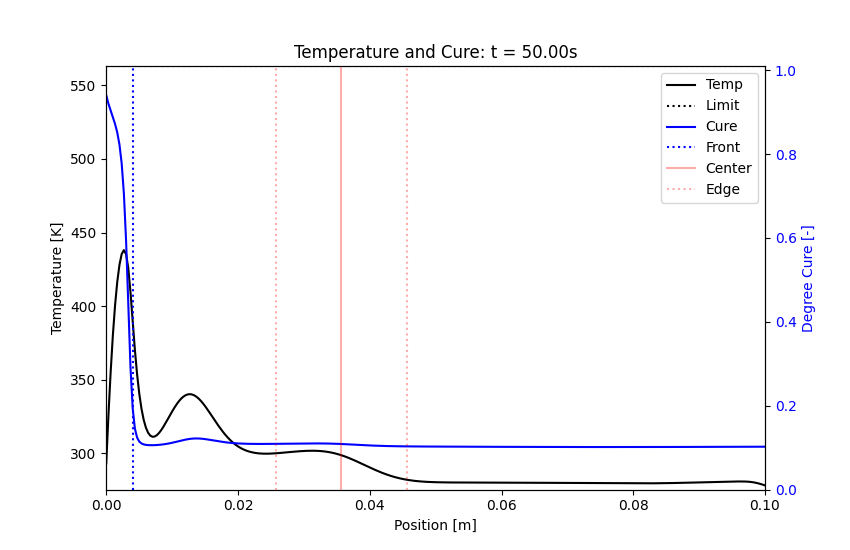 Temperature and Cure: t = 50.00s
550
500
450
400
350
300
Temperature [K]
1.0
0.8
0.6
0.4
0.2
0.0
Degree Cure [-]
Temp
Limit
Cure
Front
Center
Edge
0.00 0.02 0.04 0.06 0.08 0.10
Position [m]